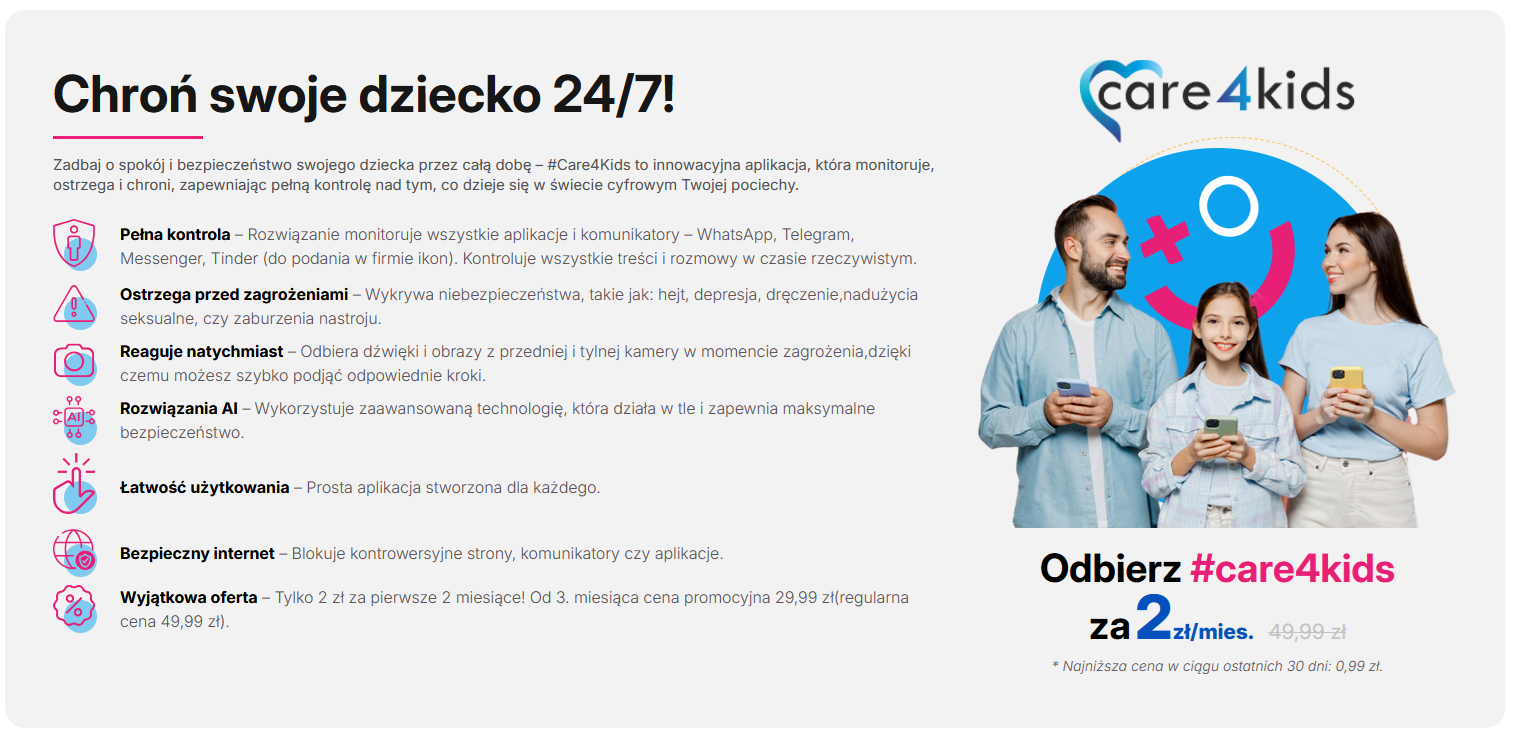 Chroń swoje dziecko 24/7!
Zadbaj o spokój i bezpieczeństwo swojego dziecka przez całą dobę – #Care4Kids to innowacyjna aplikacja, która monitoruje,
ostrzega i chroni, zapewniając pełną kontrolę nad tym, co dzieje się w świecie cyfrowym Twojej pociechy.
Pełna kontrola – Rozwiązanie monitoruje wszystkie aplikacje i komunikatory – WhatsApp, Telegram,
Messenger, Tinder (do podania w firmie ikon). Kontroluje wszystkie treści i rozmowy w czasie rzeczywistym.
Ostrzega przed zagrożeniami – Wykrywa niebezpieczeństwa, takie jak: hejt, depresja, dręczenie,nadużycia
seksualne, czy zaburzenia nastroju.
Reaguje natychmiast – Odbiera dźwięki i obrazy z przedniej i tylnej kamery w momencie zagrożenia,dzięki
czemu możesz szybko podjąć odpowiednie kroki.
AI
Rozwiązania AI – Wykorzystuje zaawansowaną technologię, która działa w tle i zapewnia maksymalne
bezpieczeństwo.
Łatwość użytkowania – Prosta aplikacja stworzona dla każdego.
Bezpieczny internet – Blokuje kontrowersyjne strony, komunikatory czy aplikacje.
%
Wyjątkowa oferta – Tylko 2 zł za pierwsze 2 miesiące! Od 3. miesiąca cena promocyjna 29,99 zł(regularna
cena 49,99 zł).
care4kids
Odbierz #care4kids
za 2 zł/mies. 49,99 zł
* Najniższa cena w ciągu ostatnich 30 dni: 0,99 zł.